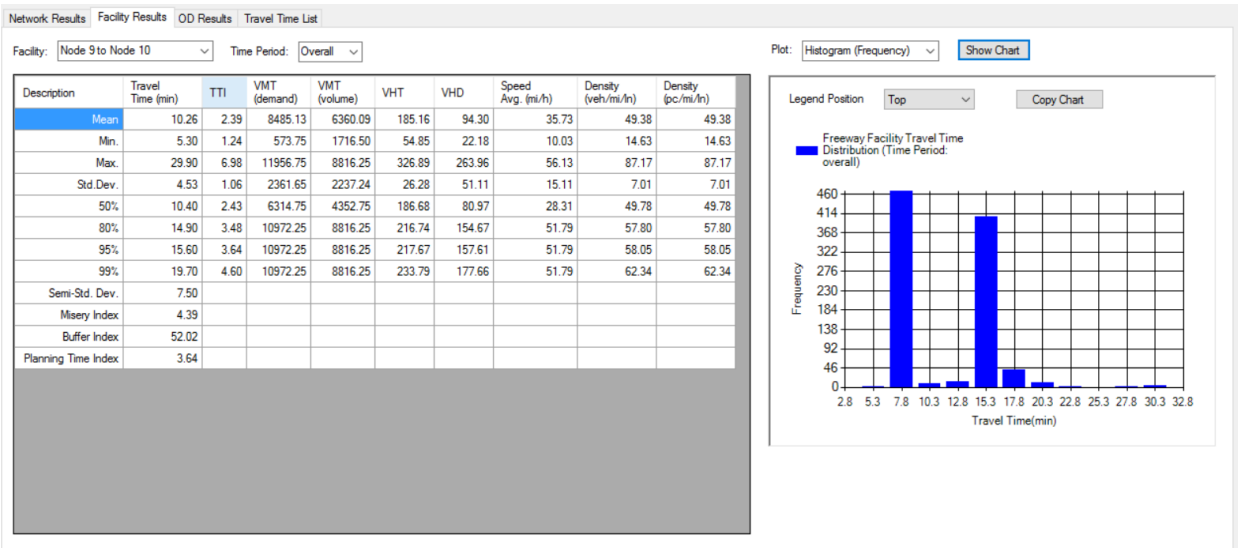 Network Results Facility Results OD Results Travel Time List
Facility: Node 9 to Node 10 Time Period: Overall Plot: Histogram (Frequency) Show Chart
Description Travel Time (min) TTI VMT (demand) VMT (volume) VHT VHD Speed Avg. (mi/h) Density (veh/mi/ln) Density (pc/mi/ln)
Mean 10.26 2.39 8485.13 6360.09 185.16 94.30 35.73 49.38 49.38
Min. 5.30 1.24 573.75 1716.50 54.85 22.18 10.03 14.63 14.63
Max. 29.90 6.98 11956.75 8816.25 326.89 263.96 56.13 87.17 87.17
Std.Dev. 4.53 1.06 2361.65 2237.24 26.28 51.11 15.11 7.01 7.01
50% 10.40 2.43 6314.75 4352.75 186.68 80.97 28.31 49.78 49.78
80% 14.90 3.48 10972.25 8816.25 216.74 154.67 51.79 57.80 57.80
95% 15.60 3.64 10972.25 8816.25 217.67 157.61 51.79 58.05 58.05
99% 19.70 4.60 10972.25 8816.25 233.79 177.66 51.79 62.34 62.34
Semi-Std. Dev. 7.50
Misery Index 4.39
Buffer Index 52.02
Planning Time Index 3.64
Legend Position Top Copy Chart
Freeway Facility Travel Time
Distribution (Time Period:
overall)
460
414
368
322
276
230
184
138
92
46
0
Frequency
2.8 5.3 7.8 10.3 12.8 15.3 17.8 20.3 22.8 25.3 27.8 30.3 32.8
Travel Time(min)